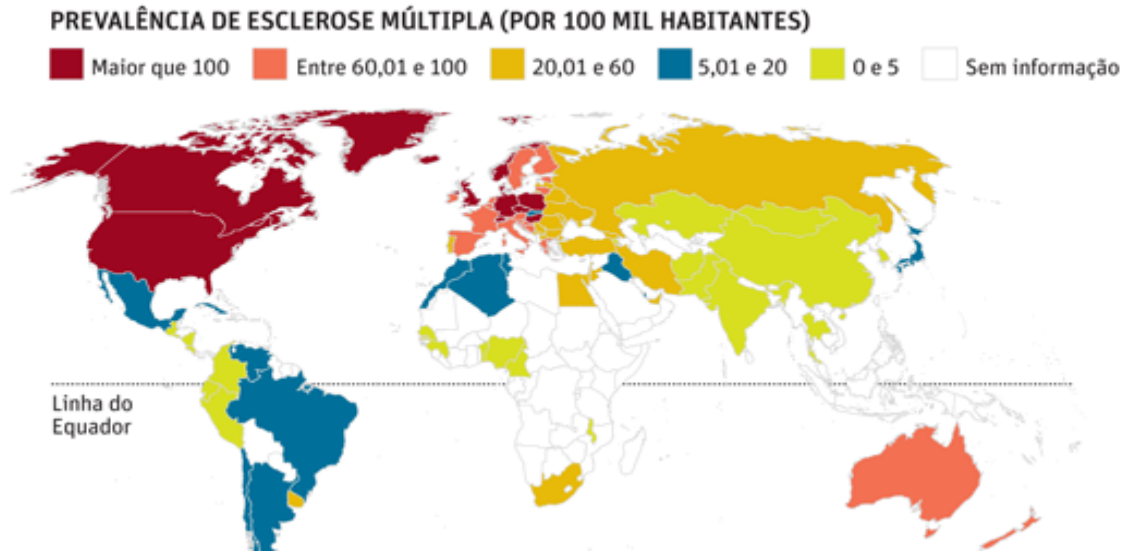 PREVALÊNCIA DE ESCLEROSE MÚLTIPLA (POR 100 MIL HABITANTES)
Maior que 100 Entre 60,01 e 100 20,01 e 60 5,01 e 20 0 e 5 Sem informação
Linha do
Equador